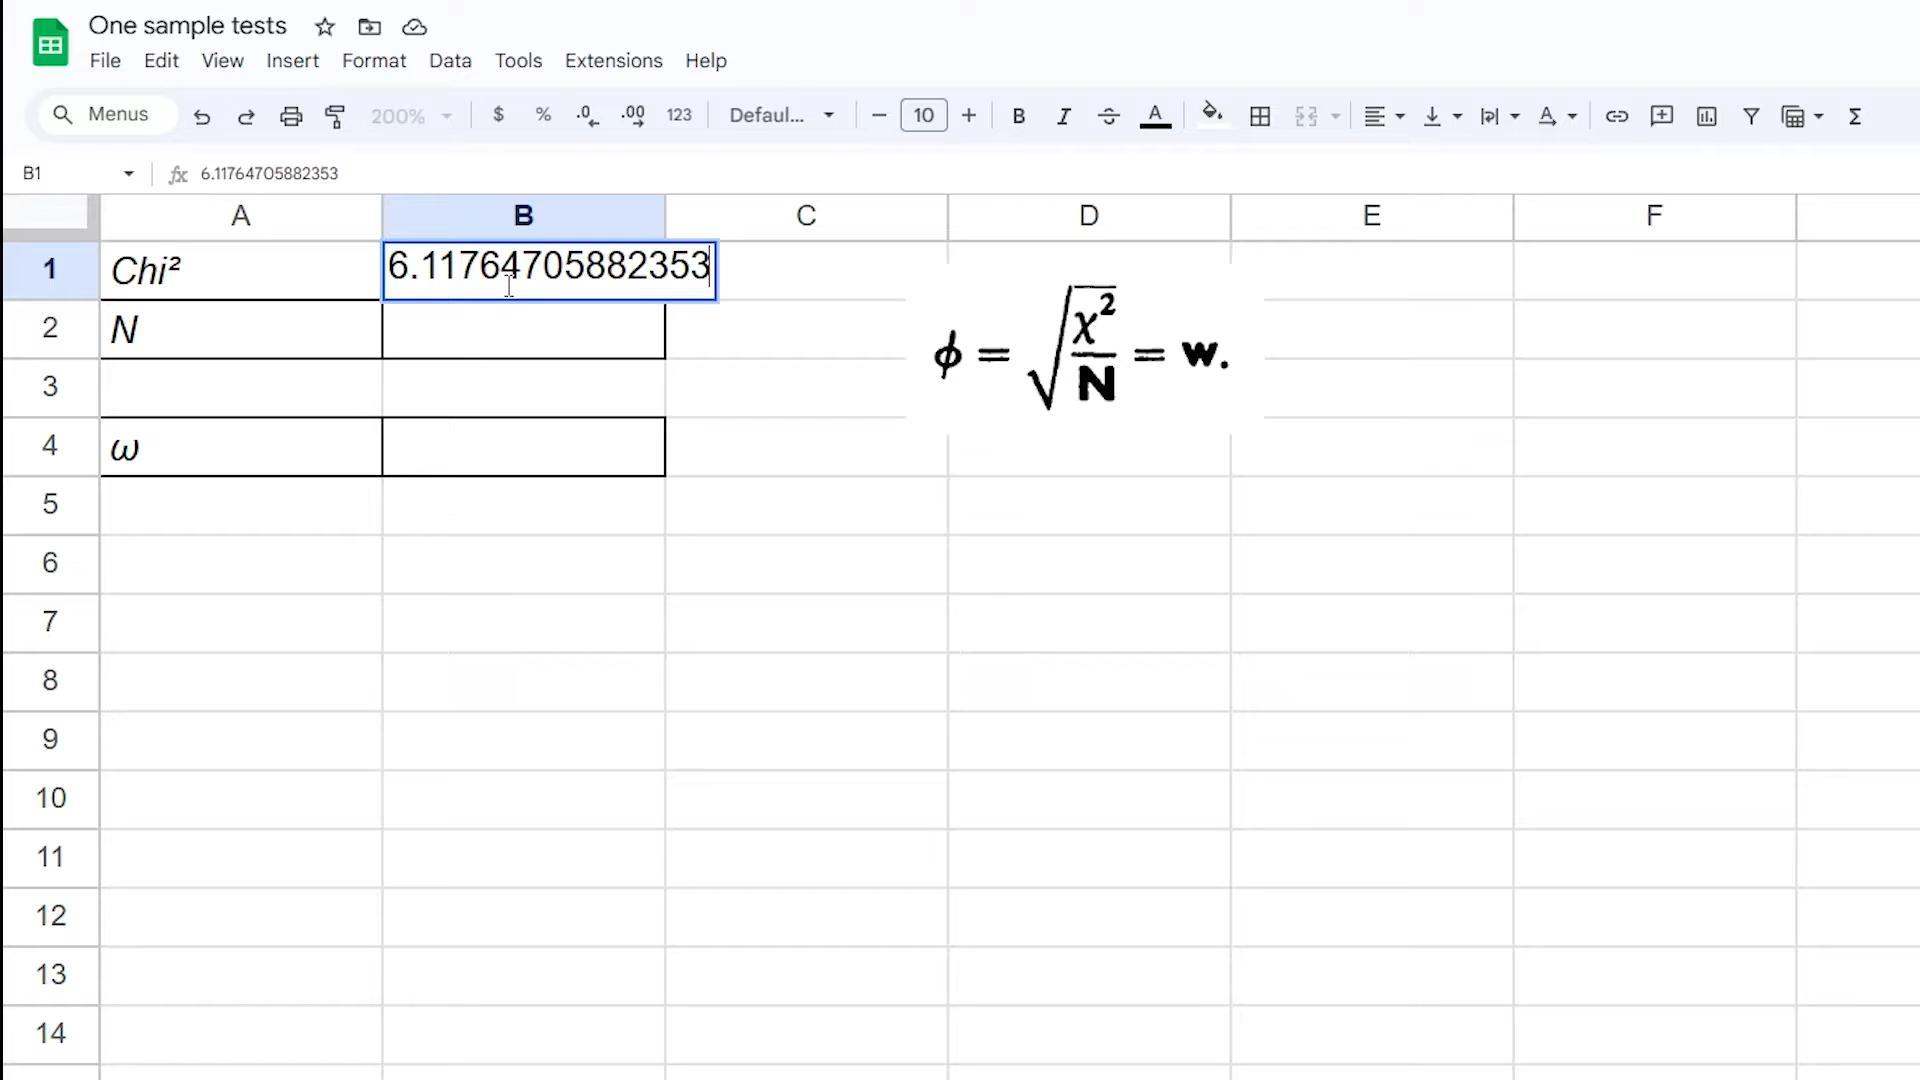 One sample tests
File Edit View Insert Format Data Tools Extensions Help
Menus 200% $ % .0 .00 123 Defaul... − 10 + B I S A Σ
B1 fx 6.11764705882353
A B C D E F
1 Chi² 6.11764705882353
2 N
3
4 ω
5
6
7
8
9
10
11
12
13
14
ϕ = √ χ² / N = w.